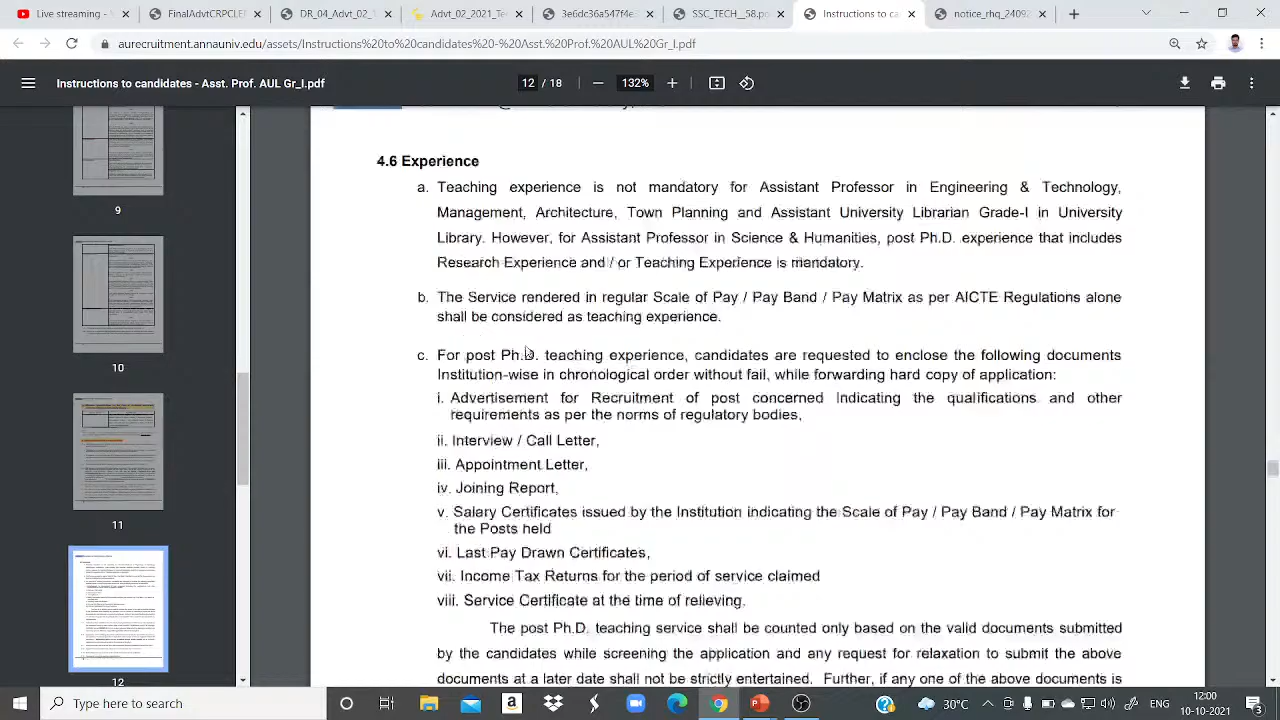 Live streaming -
FinalAdvtCRPCLE
DR_04_Advt_02_
Advt_02_2021_Te
3e6dc36a547f4e
SSC
_58.p
Instructions to ca
notice_rhq_2409
aurecruitment.annauniv.edu/assets/Instructions%20to%20candidates%20-%20Asst.%20Prof.%20AUL%20Gr_I.pdf
Instructions to candidates - Asst. Prof. AUL Gr_I.pdf
12 / 18
132%
4.6 Experience
a. Teaching experience is not mandatory for Assistant Professor in Engineering & Technology,
Management, Architecture, Town Planning and Assistant University Librarian Grade-I in University
Library. However, for Assistant Professor in Science & Humanities, post Ph.D. experience that includes
Research Experience and / or Teaching Experience is mandatory.
b. The Service rendered in regular Scale of Pay / Pay Band / Pay Matrix as per AICTE Regulations alone
shall be considered as teaching experience.
c. For post Ph.D. teaching experience, candidates are requested to enclose the following documents
Institution-wise in chronological order without fail, while forwarding hard copy of application:
i. Advertisement for Recruitment of post concerned Indicating the qualifications and other
requirements as per the norms of regulatory bodies,
ii. Interview / Call Letter,
iii. Appointment Letter,
iv. Joining Report,
v. Salary Certificates issued by the Institution indicating the Scale of Pay / Pay Band / Pay Matrix for
the Posts held
vi. Last Pay Drawn Certificates,
vii. Income Tax Returns for the period of service claimed
viii. Service Certificate at the time of relieving.
The post Ph.D. teaching service shall be counted only based on the valid documents submitted
by the candidates while screening the application and any request for relaxation to submit the above
documents at a later date shall not be strictly entertained. Further, if any one of the above documents is
9
10
11
12
Type here to search
30°C
ENG
12:00
10-10-2021